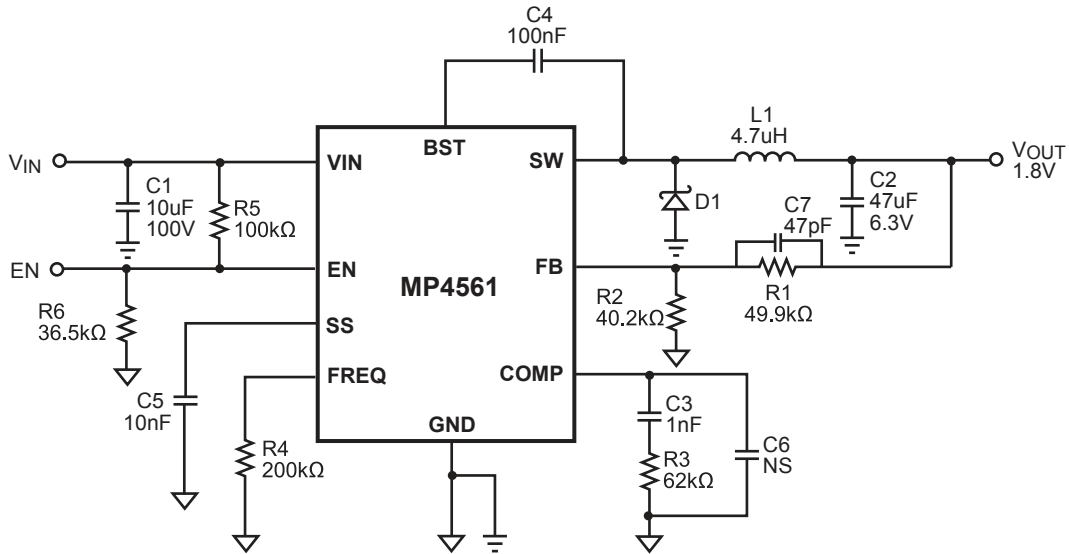 C4
100nF
BST
VIN
VIN
C1
10uF
100V
R5
100kΩ
EN
EN
R6
36.5kΩ
SS
FREQ
C5
10nF
R4
200kΩ
MP4561
GND
SW
L1
4.7uH
VOUT
1.8V
D1
C2
47uF
6.3V
C7
47pF
FB
R1
49.9kΩ
R2
40.2kΩ
COMP
C3
1nF
R3
62kΩ
C6
NS